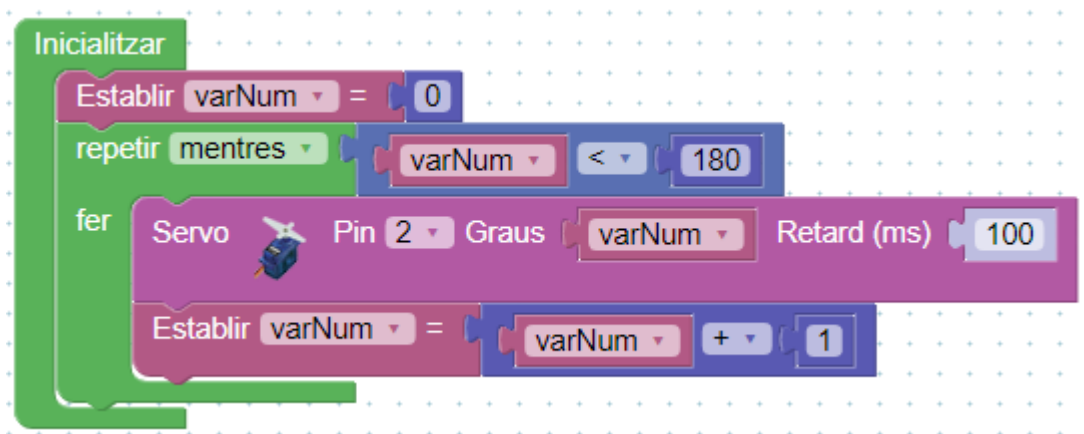 Inicialitzar
Establir varNum = 0
repetir mentres varNum < 180
fer Servo Pin 2 Graus varNum Retard (ms) 100
Establir varNum = varNum + 1